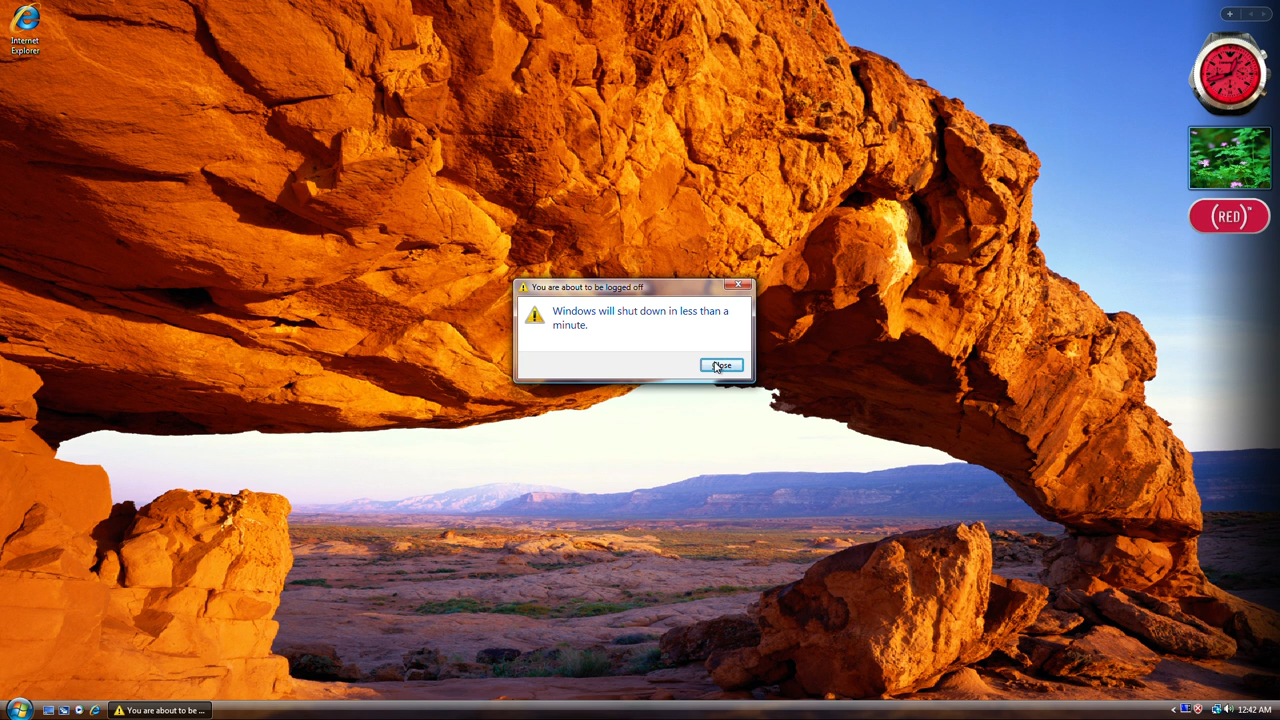 Internet
Explorer
(RED)™
You are about to be logged off
Windows will shut down in less than a
minute.
You are about to be ...
12:42 AM